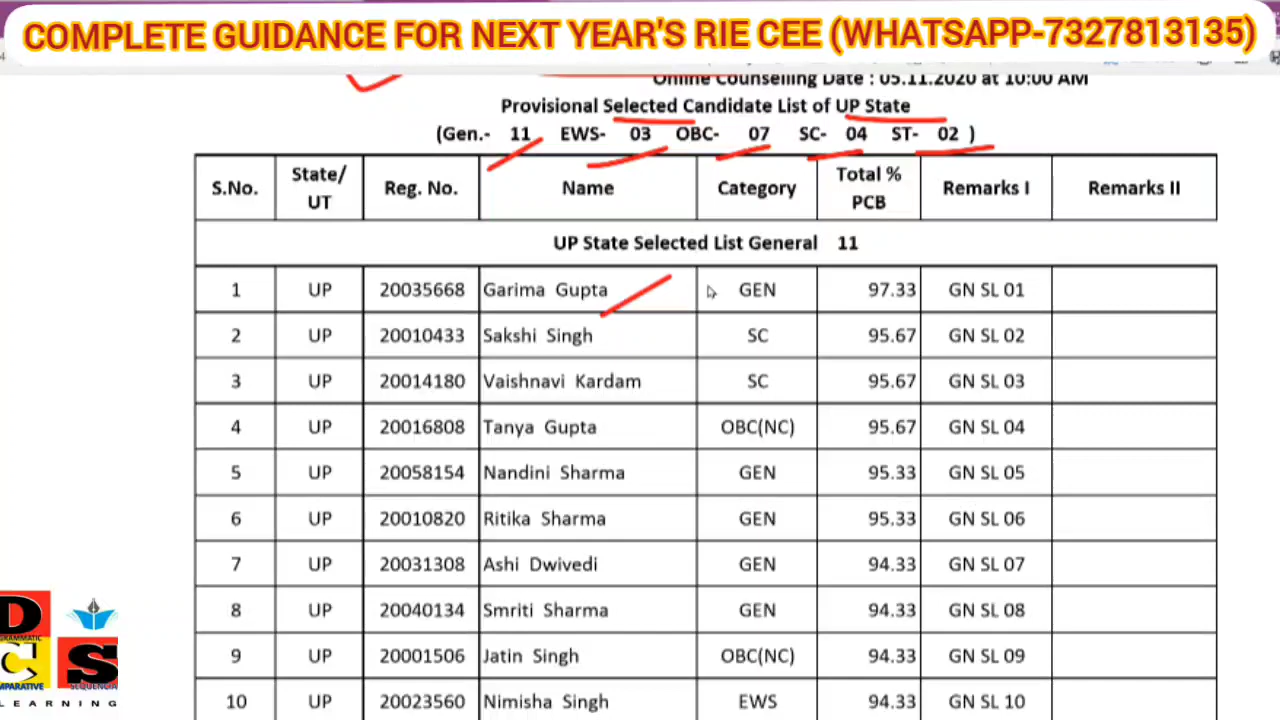 COMPLETE GUIDANCE FOR NEXT YEAR'S RIE CEE (WHATSAPP-7327813135)
Online Counselling Date : 05.11.2020 at 10:00 AM
Provisional Selected Candidate List of UP State
(Gen.- 11 EWS- 03 OBC- 07 SC- 04 ST- 02 )
S.No. State/ UT Reg. No. Name Category Total % PCB Remarks I Remarks II
UP State Selected List General 11
1 UP 20035668 Garima Gupta GEN 97.33 GN SL 01
2 UP 20010433 Sakshi Singh SC 95.67 GN SL 02
3 UP 20014180 Vaishnavi Kardam SC 95.67 GN SL 03
4 UP 20016808 Tanya Gupta OBC(NC) 95.67 GN SL 04
5 UP 20058154 Nandini Sharma GEN 95.33 GN SL 05
6 UP 20010820 Ritika Sharma GEN 95.33 GN SL 06
7 UP 20031308 Ashi Dwivedi GEN 94.33 GN SL 07
8 UP 20040134 Smriti Sharma GEN 94.33 GN SL 08
9 UP 20001506 Jatin Singh OBC(NC) 94.33 GN SL 09
10 UP 20023560 Nimisha Singh EWS 94.33 GN SL 10
D
GRAMMATIC
C S
MPARATIVE SEQUENCIA
LEARNING